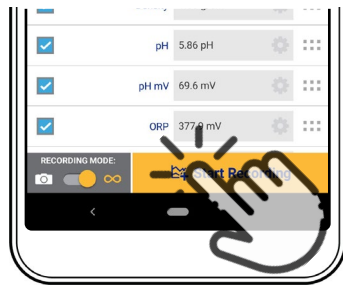 pH 5.86 pH
pH mV 69.6 mV
ORP 377.9 mV
RECORDING MODE:
Start Recording